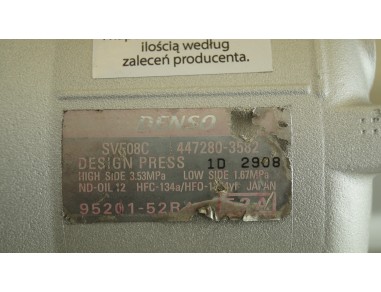 ilością według
zaleceń producenta.
DENSO
SV508C 447280-3582
DESIGN PRESS 1D 2908
HIGH SIDE 3.53MPa LOW SIDE 1.67MPa
ND-OIL 12 HFC-134a/HFO-1234yf JAPAN
95201-52R